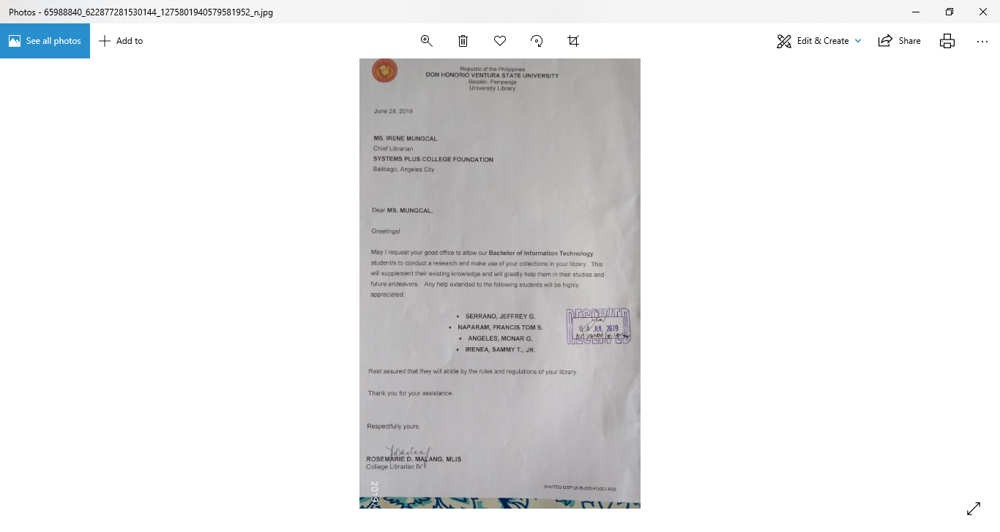 Photos - 65988840_622877281530144_1275801940579581952_n.jpg
See all photos
Add to
Edit & Create
Share
Republic of the Philippines
DON HONORIO VENTURA STATE UNIVERSITY
Bacolor, Pampanga
University Library
June 28, 2019
MS. IRENE MUNGCAL
Chief Librarian
SYSTEMS PLUS COLLEGE FOUNDATION
Balibago, Angeles City
Dear MS. MUNGCAL,
Greetings!
May I request your good office to allow our Bachelor of Information Technology
student/s to conduct a research and make use of your collections in your library. This
will supplement their existing knowledge and will greatly help them in their studies and
future endeavors. Any help extended to the following students will be highly
appreciated:
• SERRANO, JEFFREY G.
• NAPARAM, FRANCIS TOM S.
• ANGELES, MONAR G.
• IRENEA, SAMMY T., JR.
RECEIVED
04 JUL 2019
RECEIVED
Rest assured that they will abide by the rules and regulations of your library.
Thank you for your assistance.
Respectfully yours,
ROSEMARIE D. MALANG, MLIS
College Librarian IV
2019